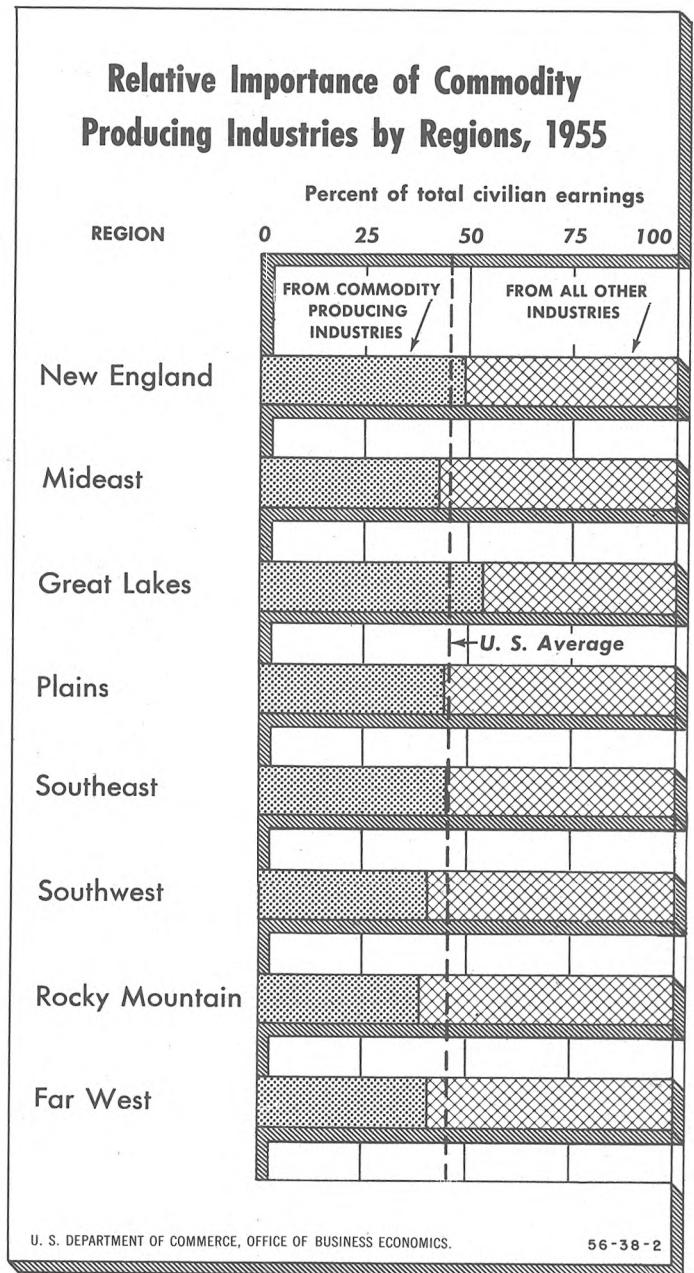 Relative Importance of Commodity
Producing Industries by Regions, 1955
Percent of total civilian earnings
REGION 0 25 50 75 100
FROM COMMODITY
PRODUCING
INDUSTRIES
FROM ALL OTHER
INDUSTRIES
New England
Mideast
Great Lakes
U. S. Average
Plains
Southeast
Southwest
Rocky Mountain
Far West
U. S. DEPARTMENT OF COMMERCE, OFFICE OF BUSINESS ECONOMICS. 56-38-2